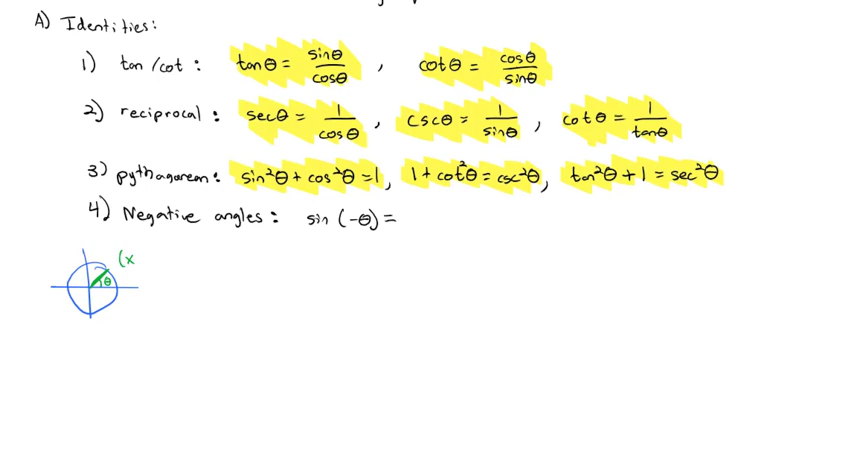 A) Identities:
1) tan/cot: tanθ = sinθ/cosθ, cotθ = cosθ/sinθ
2) reciprocal: secθ = 1/cosθ, cscθ = 1/sinθ, cotθ = 1/tanθ
3) pythagorean: sin²θ + cos²θ = 1, 1 + cot²θ = csc²θ, tan²θ + 1 = sec²θ
4) Negative angles: sin(-θ) =
(x
θ